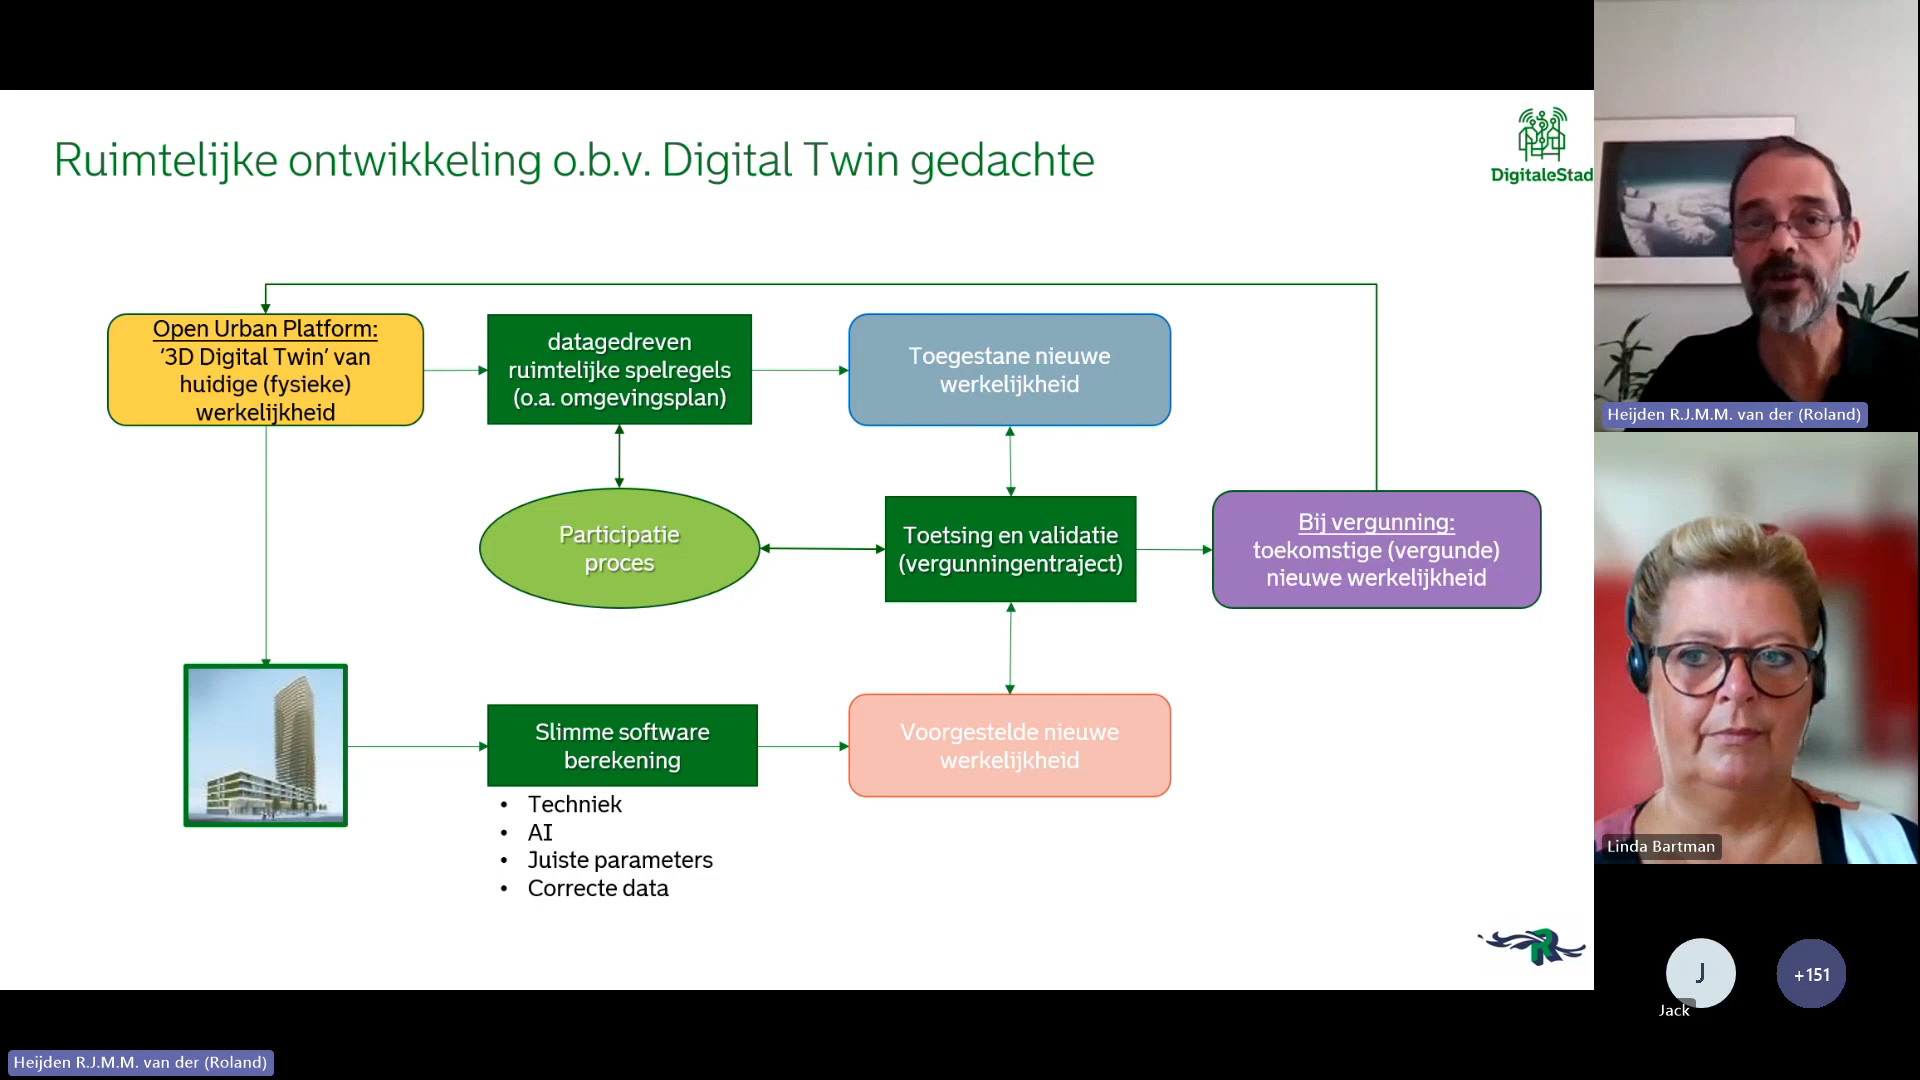 Ruimtelijke ontwikkeling o.b.v. Digital Twin gedachte
DigitaleStad
Open Urban Platform:
‘3D Digital Twin’ van
huidige (fysieke)
werkelijkheid
datagedreven
ruimtelijke spelregels
(o.a. omgevingsplan)
Toegestane nieuwe
werkelijkheid
Participatie
proces
Toetsing en validatie
(vergunningentraject)
Bij vergunning:
toekomstige (vergunde)
nieuwe werkelijkheid
Slimme software
berekening
Voorgestelde nieuwe
werkelijkheid
• Techniek
• AI
• Juiste parameters
• Correcte data
R
Heijden R.J.M.M. van der (Roland)
Linda Bartman
J
Jack
+151
Heijden R.J.M.M. van der (Roland)